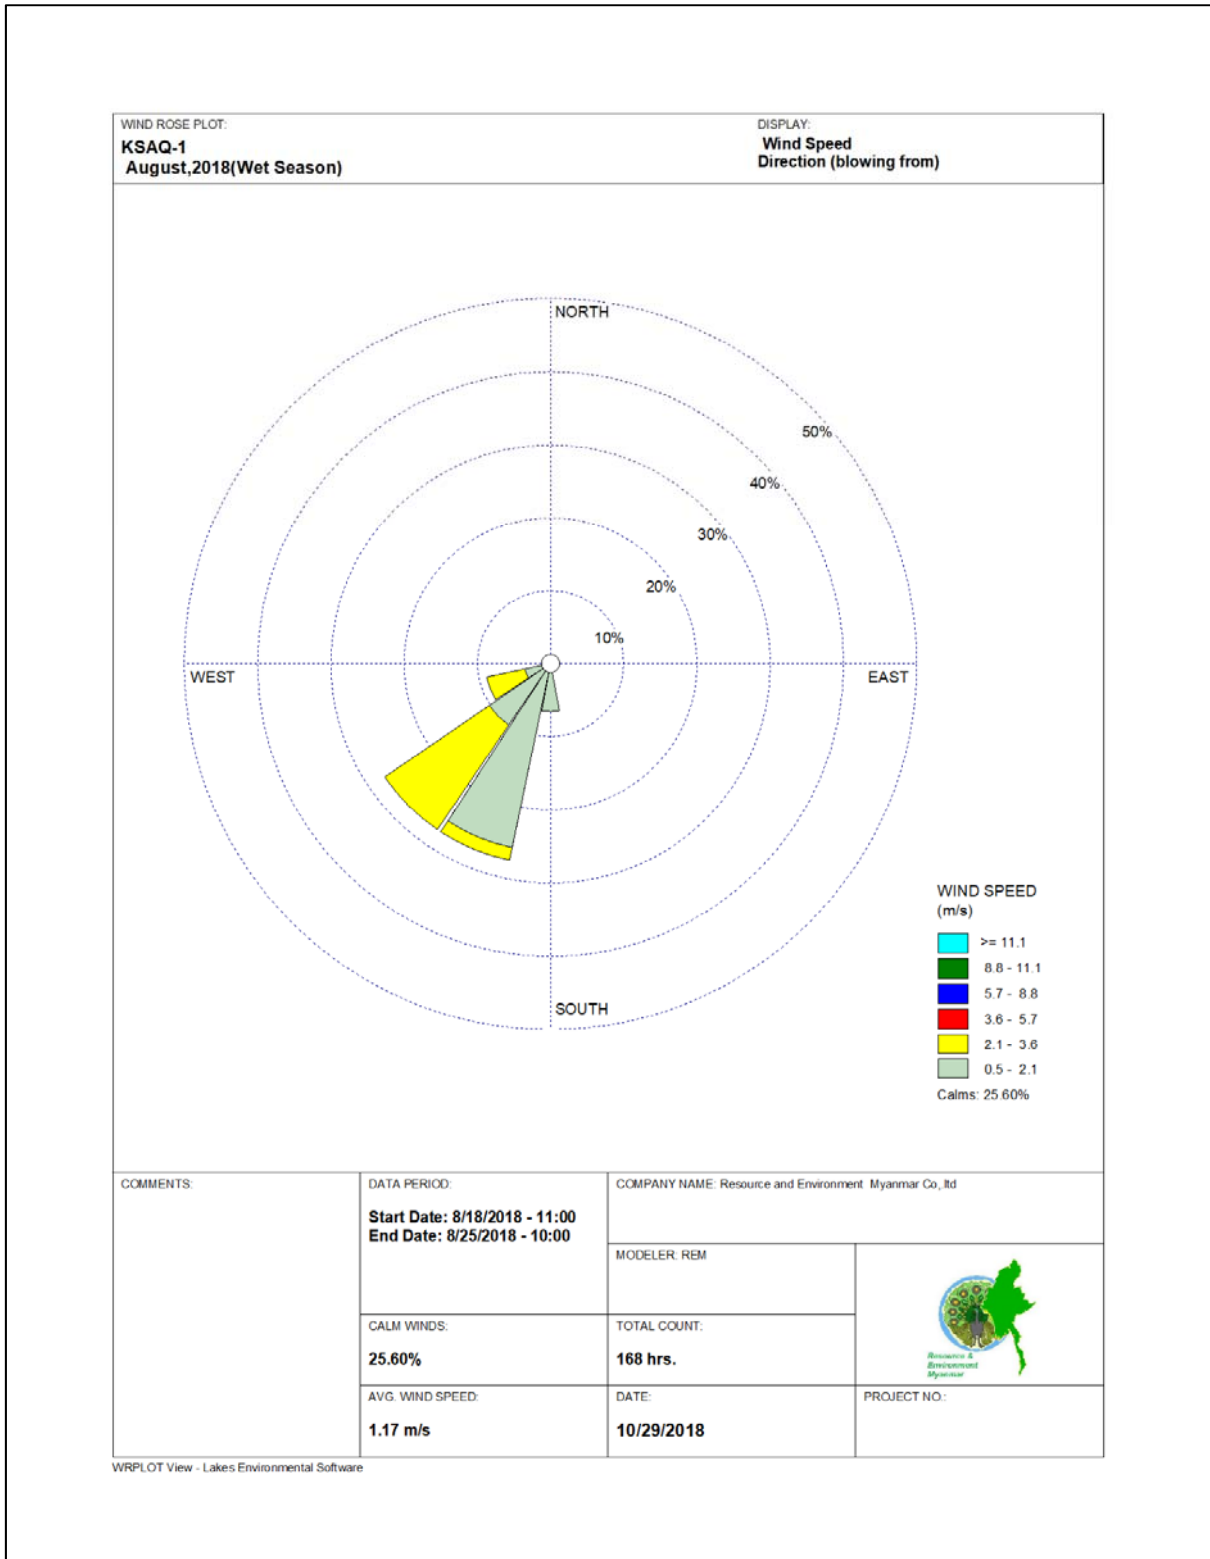 WIND ROSE PLOT:
KSAQ-1
August,2018(Wet Season)
DISPLAY:
Wind Speed
Direction (blowing from)
NORTH
50%
40%
30%
20%
10%
WEST
EAST
SOUTH
WIND SPEED
(m/s)
>= 11.1
8.8 - 11.1
5.7 - 8.8
3.6 - 5.7
2.1 - 3.6
0.5 - 2.1
Calms: 25.60%
COMMENTS:
DATA PERIOD:
Start Date: 8/18/2018 - 11:00
End Date: 8/25/2018 - 10:00
COMPANY NAME: Resource and Environment Myanmar Co,.ltd
MODELER: REM
CALM WINDS:
25.60%
TOTAL COUNT:
168 hrs.
Resource &
Environment
Myanmar
AVG. WIND SPEED:
1.17 m/s
DATE:
10/29/2018
PROJECT NO.:
WRPLOT View - Lakes Environmental Software